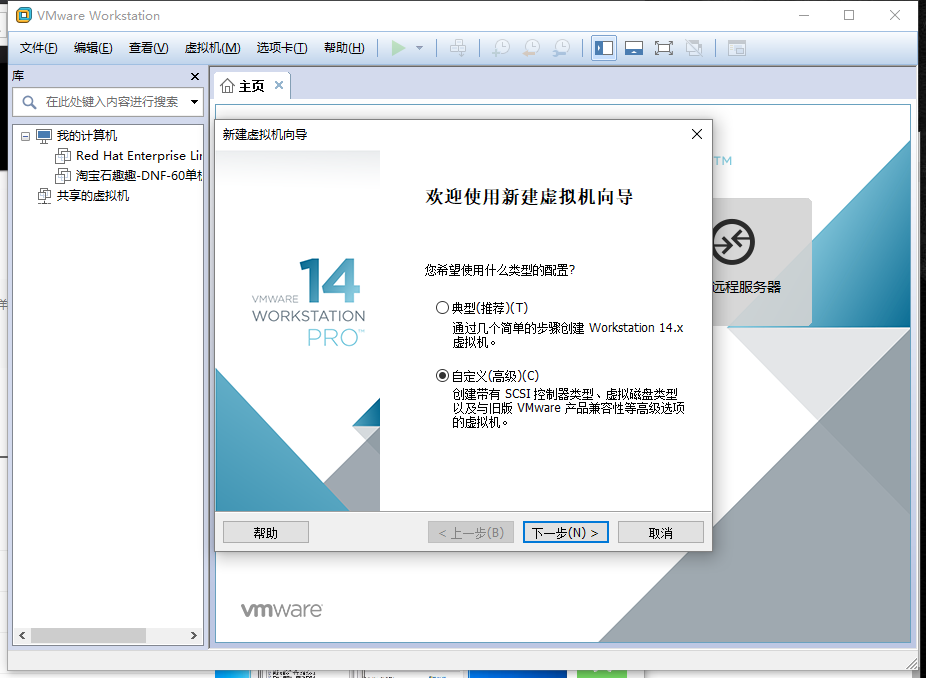 VMware Workstation
文件(F) 编辑(E) 查看(V) 虚拟机(M) 选项卡(T) 帮助(H)
库
主页
在此处键入内容进行搜索
我的计算机
Red Hat Enterprise Lin
淘宝石趣趣-DNF-60单机
共享的虚拟机
新建虚拟机向导
TM
欢迎使用新建虚拟机向导
您希望使用什么类型的配置?
典型(推荐)(T)
通过几个简单的步骤创建 Workstation 14.x
虚拟机。
自定义(高级)(C)
创建带有 SCSI 控制器类型、虚拟磁盘类型
以及与旧版 VMware 产品兼容性等高级选项
的虚拟机。
14
VMWARE
WORKSTATION
PRO™
远程服务器
帮助
< 上一步(B)
下一步(N) >
取消
vmware